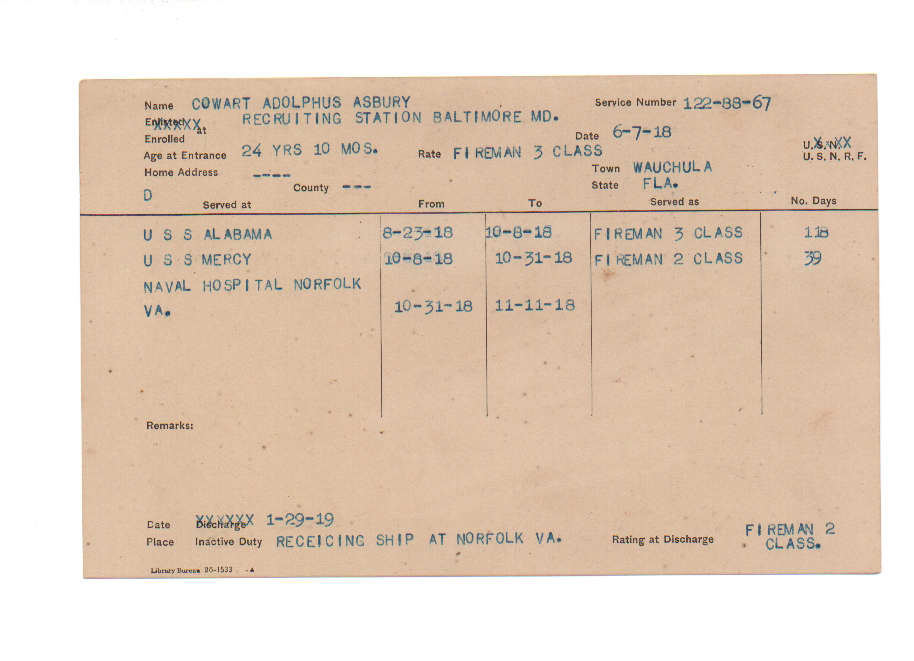 Name COWART ADOLPHUS ASBURY Service Number 122-88-67
Enlisted XXXXX at RECRUITING STATION BALTIMORE MD.
Enrolled Date 6-7-18
Age at Entrance 24 YRS 10 MOS. Rate FIREMAN 3 CLASS U.S.N. X XX
U. S. N. R. F.
Home Address ---- Town WAUCHULA
County --- State FLA.
D
Served at From To Served as No. Days
U S S ALABAMA 8-23-18 10-8-18 FIREMAN 3 CLASS 118
U S S MERCY 10-8-18 10-31-18 FIREMAN 2 CLASS 39
NAVAL HOSPITAL NORFOLK
VA. 10-31-18 11-11-18
Remarks:
Date Discharge XXXXXX 1-29-19
Place Inactive Duty RECEICING SHIP AT NORFOLK VA. Rating at Discharge FIREMAN 2
CLASS.
Library Bureau 26-1533 -A